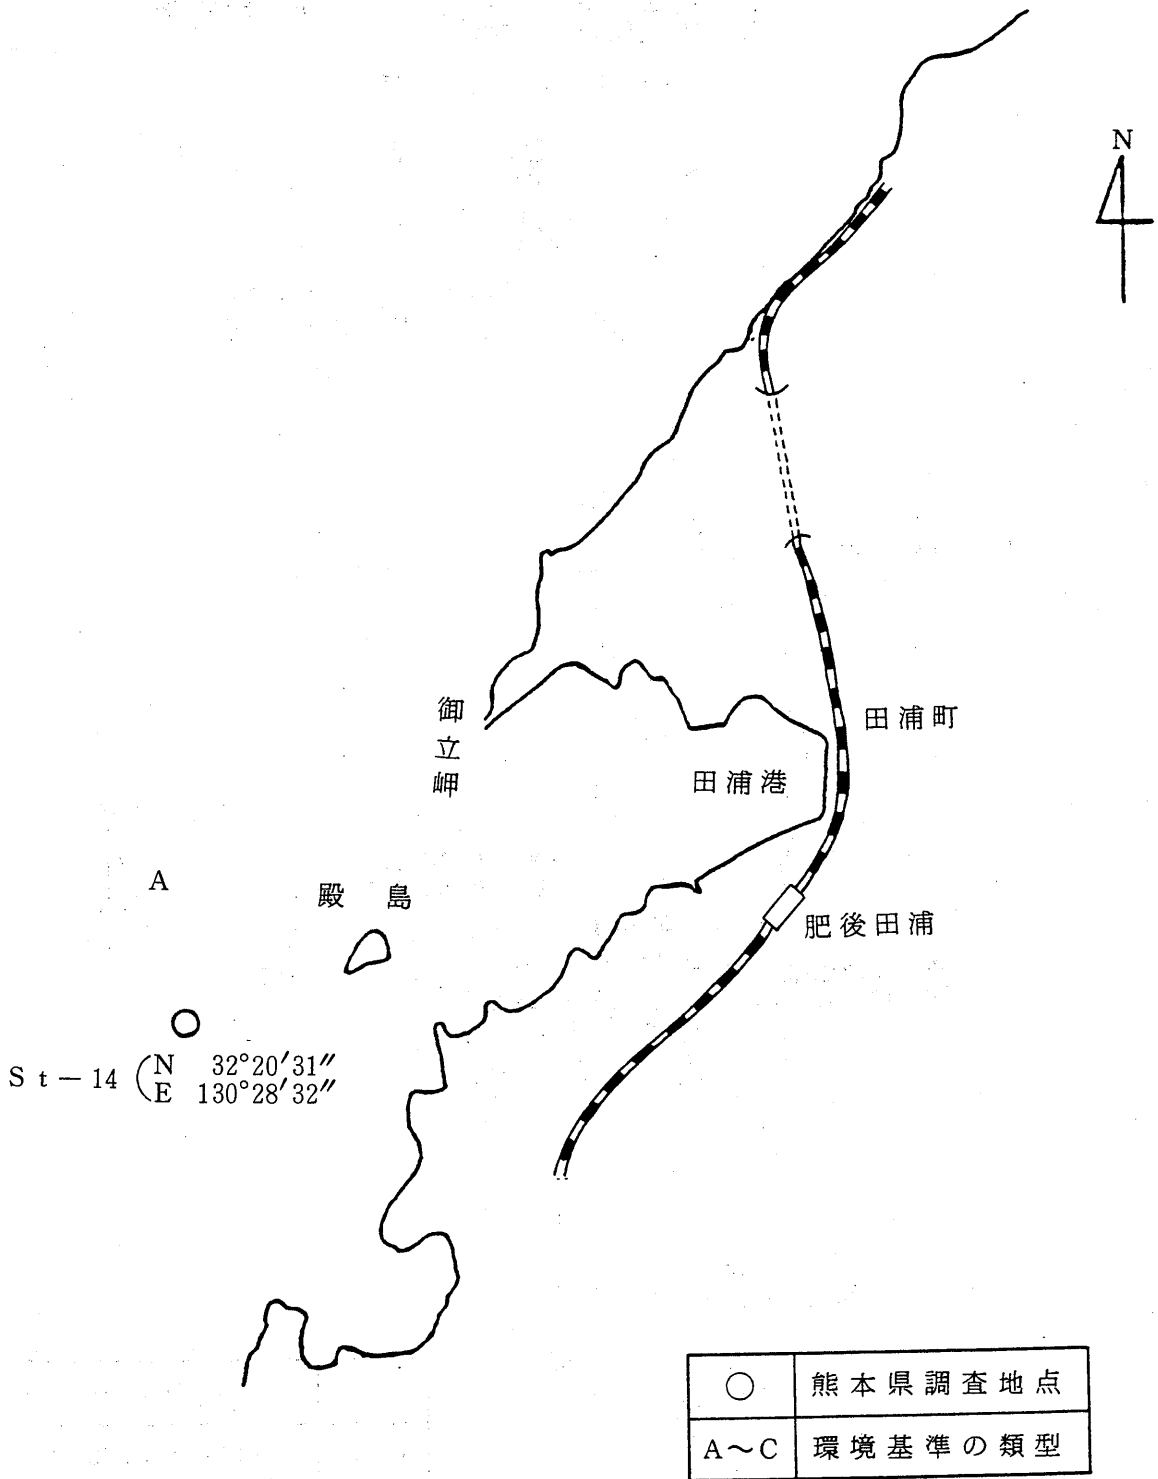 N
御立岬
田浦町
田浦港
A
殿島
肥後田浦
St-14 (N 32°20′31″
E 130°28′32″
○ 熊本県調査地点
A～C 環境基準の類型